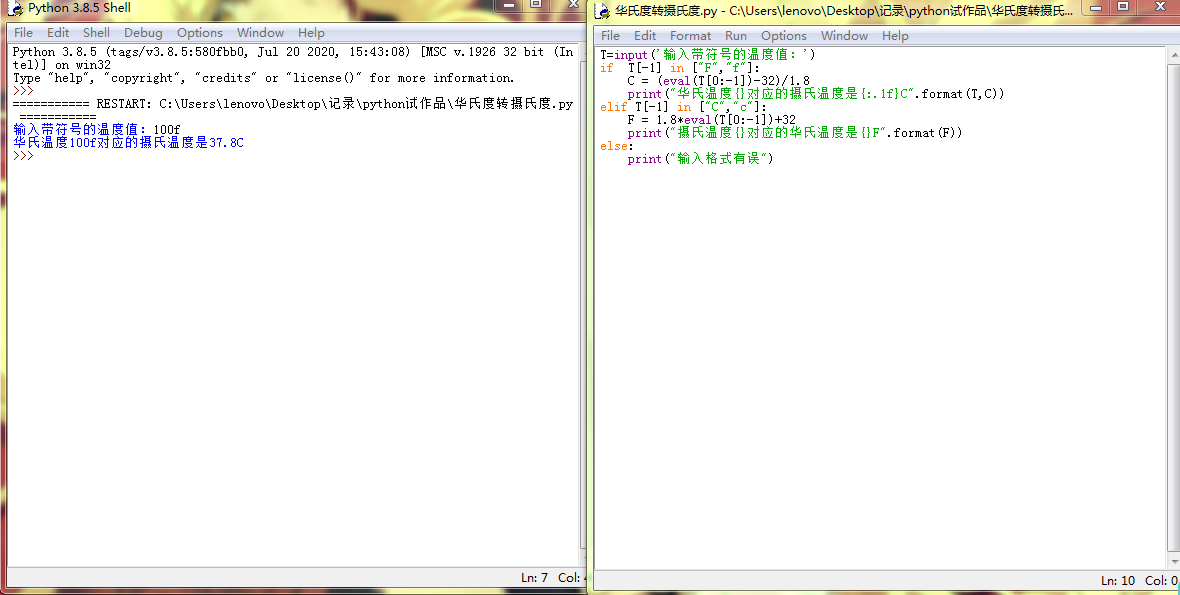 Python 3.8.5 Shell
File Edit Shell Debug Options Window Help
Python 3.8.5 (tags/v3.8.5:580fbb0, Jul 20 2020, 15:43:08) [MSC v.1926 32 bit (In
tel)] on win32
Type "help", "copyright", "credits" or "license()" for more information.
>>>
=========== RESTART: C:\Users\lenovo\Desktop\记录\python试作品\华氏度转摄氏度.py
===========
输入带符号的温度值：100f
华氏温度100f对应的摄氏温度是37.8C
>>>
Ln: 7 Col:
华氏度转摄氏度.py - C:\Users\lenovo\Desktop\记录\python试作品\华氏度转摄氏...
File Edit Format Run Options Window Help
T=input('输入带符号的温度值：')
if  T[-1] in ["F","f"]:
    C = (eval(T[0:-1])-32)/1.8
    print("华氏温度{}对应的摄氏温度是{:.1f}C".format(T,C))
elif T[-1] in ["C","c"]:
    F = 1.8*eval(T[0:-1])+32
    print("摄氏温度{}对应的华氏温度是{}F".format(F))
else:
    print("输入格式有误")
Ln: 10 Col: 0